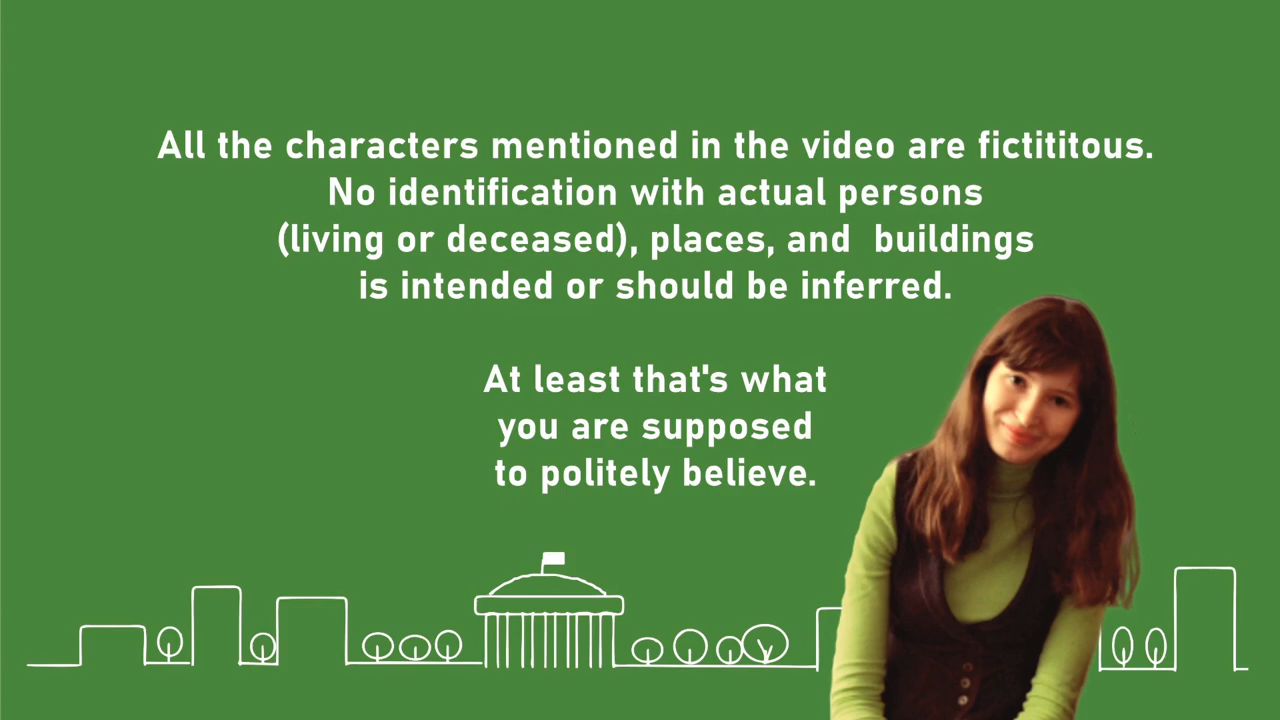 All the characters mentioned in the video are fictititous.
No identification with actual persons
(living or deceased), places, and  buildings
is intended or should be inferred.
At least that's what
you are supposed
to politely believe.